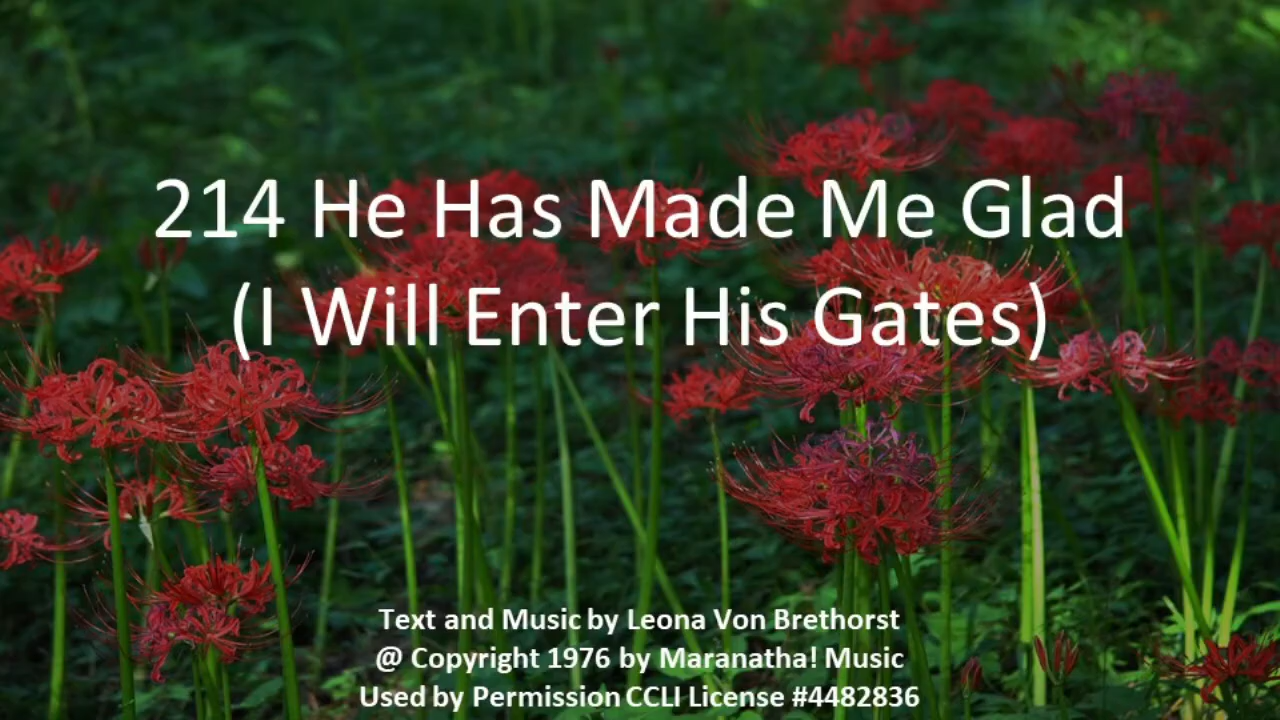 214 He Has Made Me Glad
(I Will Enter His Gates)
Text and Music by Leona Von Brethorst
@ Copyright 1976 by Maranatha! Music
Used by Permission CCLI License #4482836